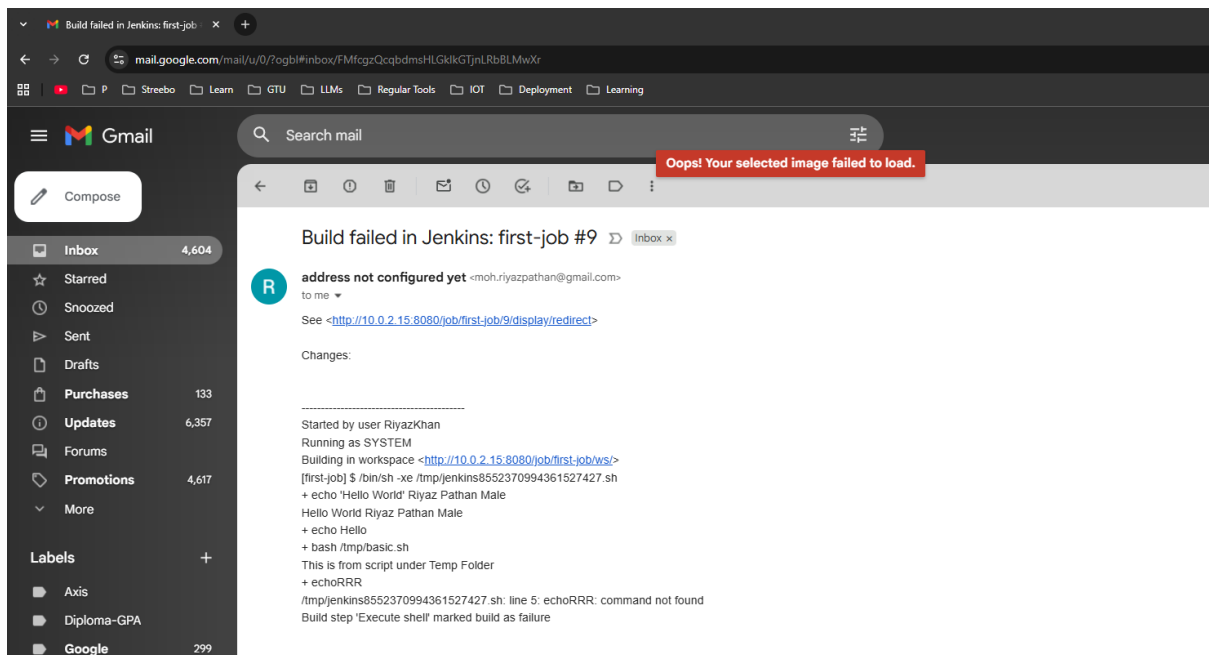 Build failed in Jenkins: first-job
mail.google.com/mail/u/0/?ogbl#inbox/FMfcgzQcqbdmsHLGklkGTjnLRbBLMwXr
P Streebo Learn GTU LLMs Regular Tools IOT Deployment Learning
Gmail
Search mail
Oops! Your selected image failed to load.
Compose
Inbox 4,604
Starred
Snoozed
Sent
Drafts
Purchases 133
Updates 6,357
Forums
Promotions 4,617
More
Labels
Axis
Diploma-GPA
Google 299
Build failed in Jenkins: first-job #9 Inbox x
R
address not configured yet <moh.riyazpathan@gmail.com>
to me
See <http://10.0.2.15:8080/job/first-job/9/display/redirect>
Changes:
------------------------------------------
Started by user RiyazKhan
Running as SYSTEM
Building in workspace <http://10.0.2.15:8080/job/first-job/ws/>
[first-job] $ /bin/sh -xe /tmp/jenkins8552370994361527427.sh
+ echo 'Hello World' Riyaz Pathan Male
Hello World Riyaz Pathan Male
+ echo Hello
+ bash /tmp/basic.sh
This is from script under Temp Folder
+ echoRRR
/tmp/jenkins8552370994361527427.sh: line 5: echoRRR: command not found
Build step 'Execute shell' marked build as failure